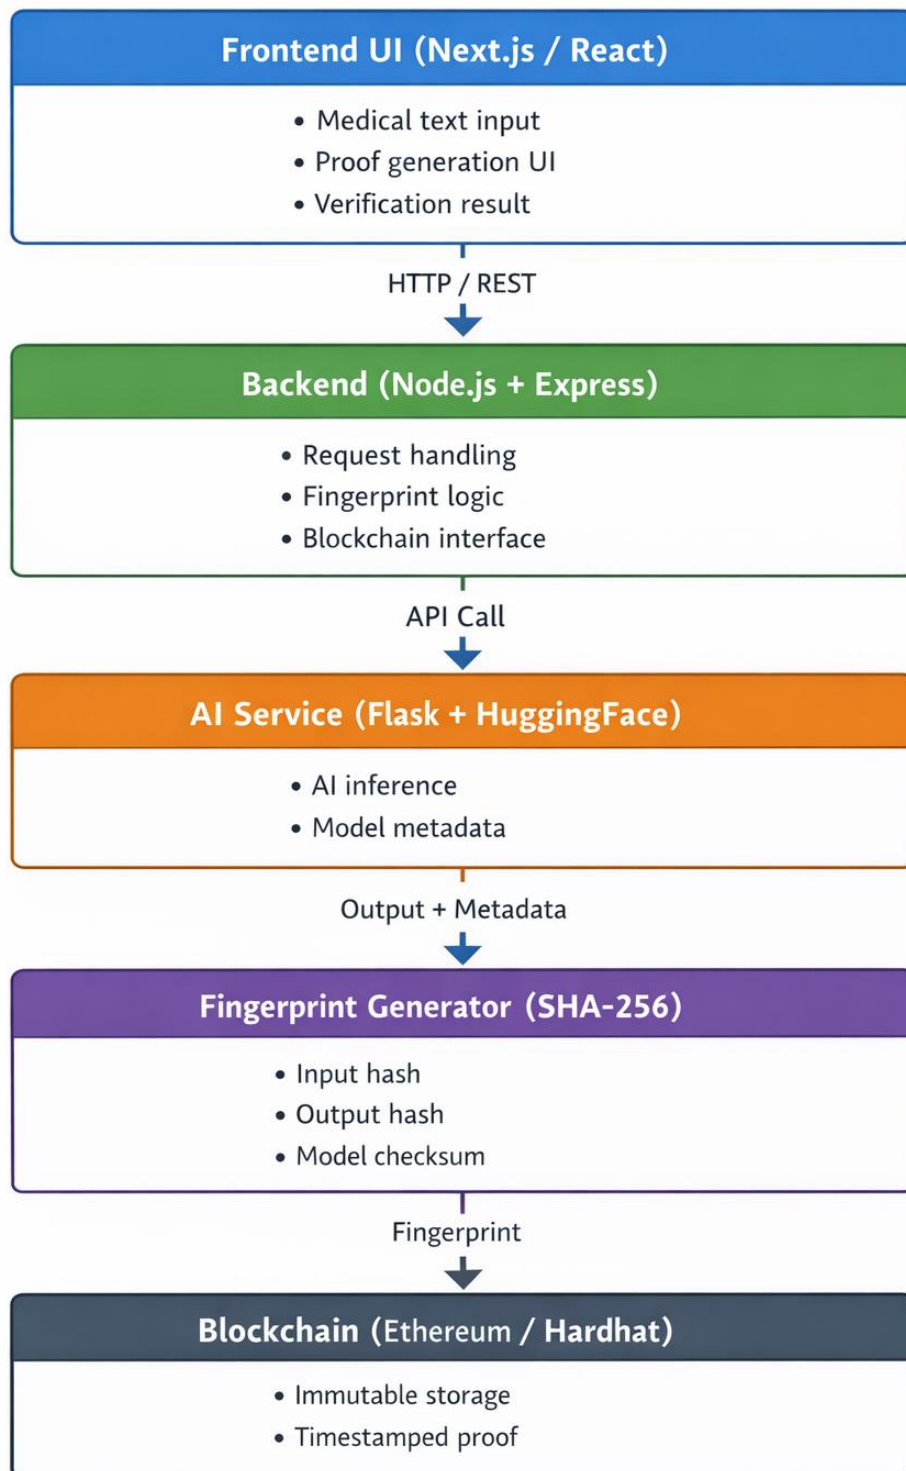 Frontend UI (Next.js / React)
• Medical text input
• Proof generation UI
• Verification result
HTTP / REST
Backend (Node.js + Express)
• Request handling
• Fingerprint logic
• Blockchain interface
API Call
AI Service (Flask + HuggingFace)
• AI inference
• Model metadata
Output + Metadata
Fingerprint Generator (SHA-256)
• Input hash
• Output hash
• Model checksum
Fingerprint
Blockchain (Ethereum / Hardhat)
• Immutable storage
• Timestamped proof